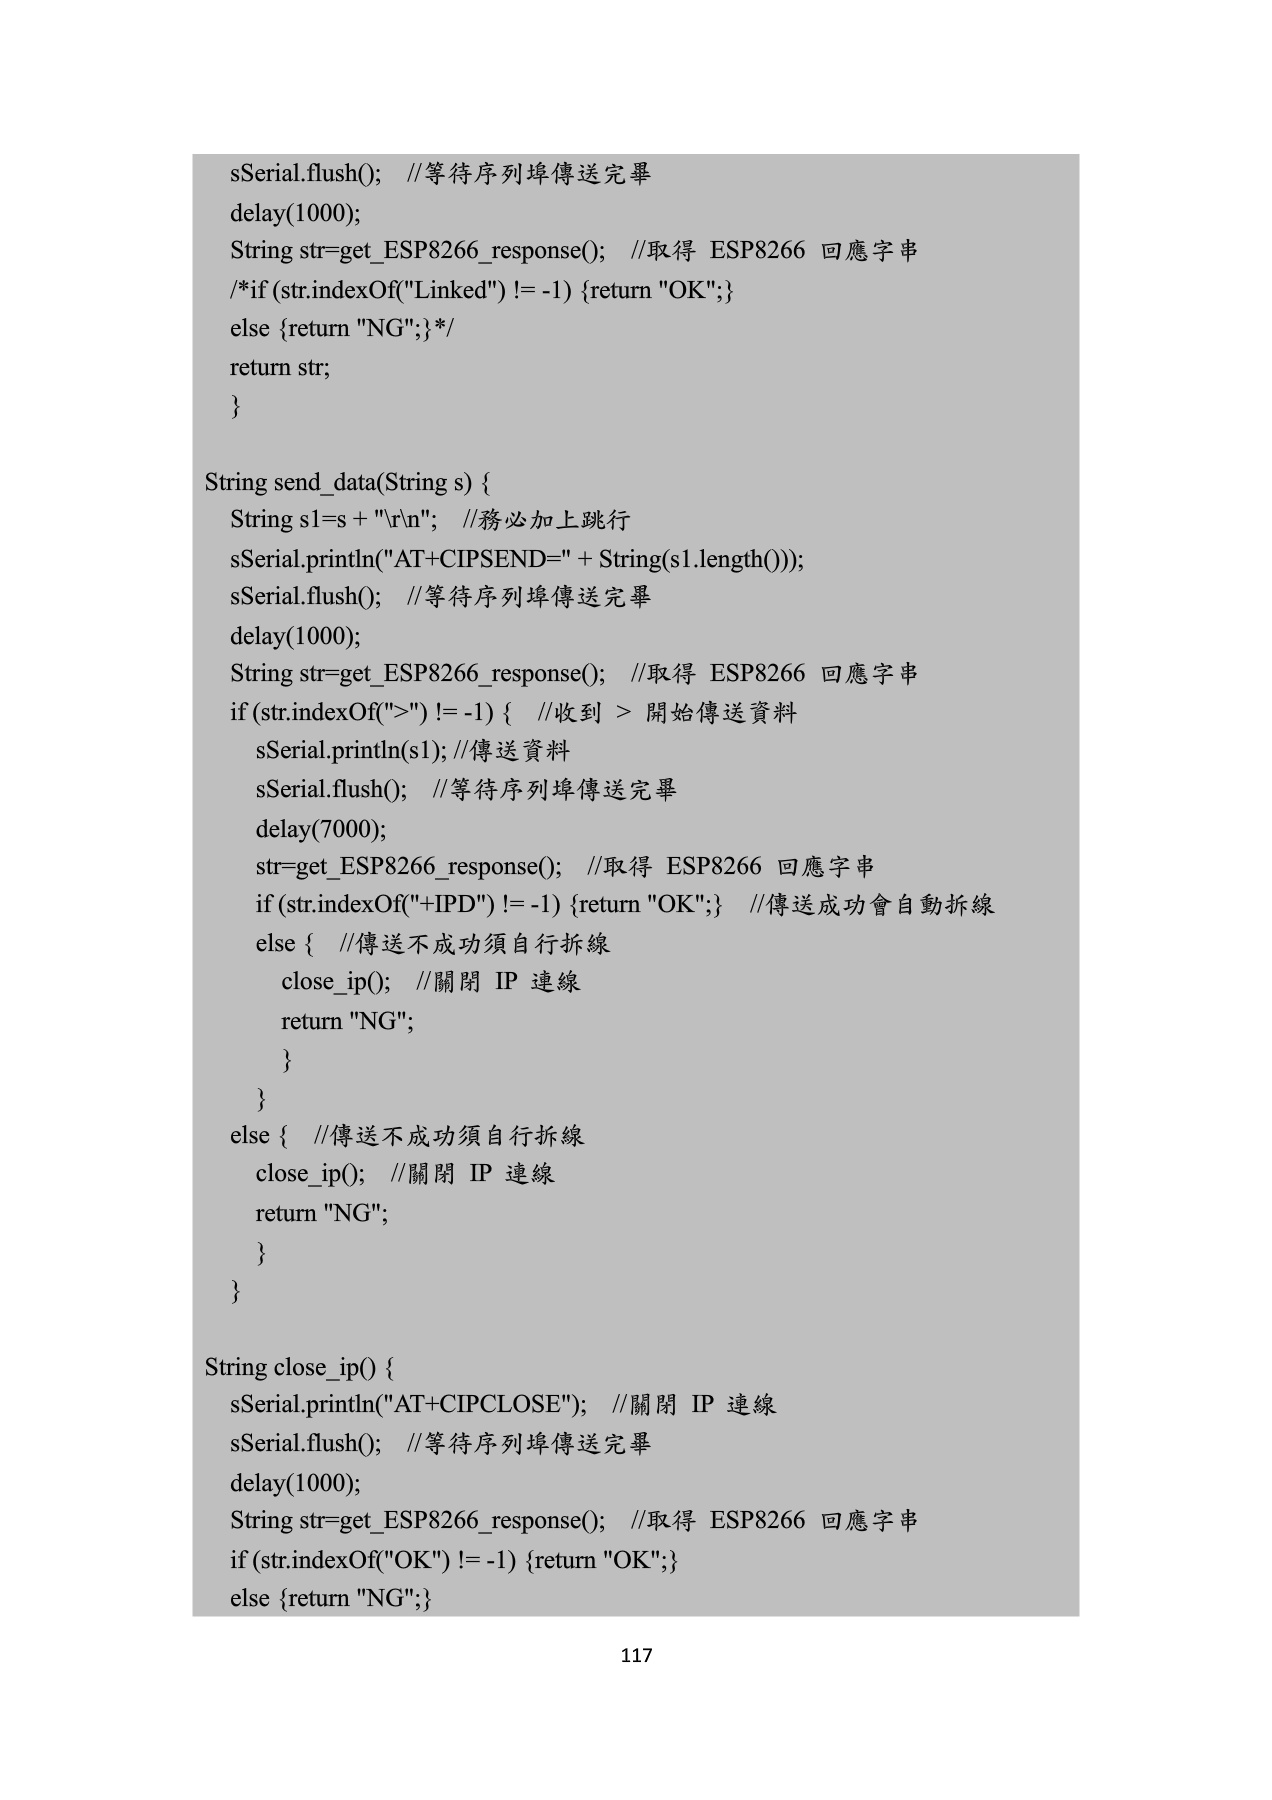 sSerial.flush();    //等待序列埠傳送完畢
delay(1000);
String str=get_ESP8266_response();    //取得 ESP8266 回應字串
/*if (str.indexOf("Linked") != -1) {return "OK";}
else {return "NG";}*/
return str;
}
String send_data(String s) {
String s1=s + "\r\n";    //務必加上跳行
sSerial.println("AT+CIPSEND=" + String(s1.length()));
sSerial.flush();    //等待序列埠傳送完畢
delay(1000);
String str=get_ESP8266_response();    //取得 ESP8266 回應字串
if (str.indexOf(">") != -1) {    //收到 > 開始傳送資料
sSerial.println(s1); //傳送資料
sSerial.flush();    //等待序列埠傳送完畢
delay(7000);
str=get_ESP8266_response();    //取得 ESP8266 回應字串
if (str.indexOf("+IPD") != -1) {return "OK";}    //傳送成功會自動拆線
else {    //傳送不成功須自行拆線
close_ip();    //關閉 IP 連線
return "NG";
}
}
else {    //傳送不成功須自行拆線
close_ip();    //關閉 IP 連線
return "NG";
}
}
String close_ip() {
sSerial.println("AT+CIPCLOSE");    //關閉 IP 連線
sSerial.flush();    //等待序列埠傳送完畢
delay(1000);
String str=get_ESP8266_response();    //取得 ESP8266 回應字串
if (str.indexOf("OK") != -1) {return "OK";}
else {return "NG";}
117